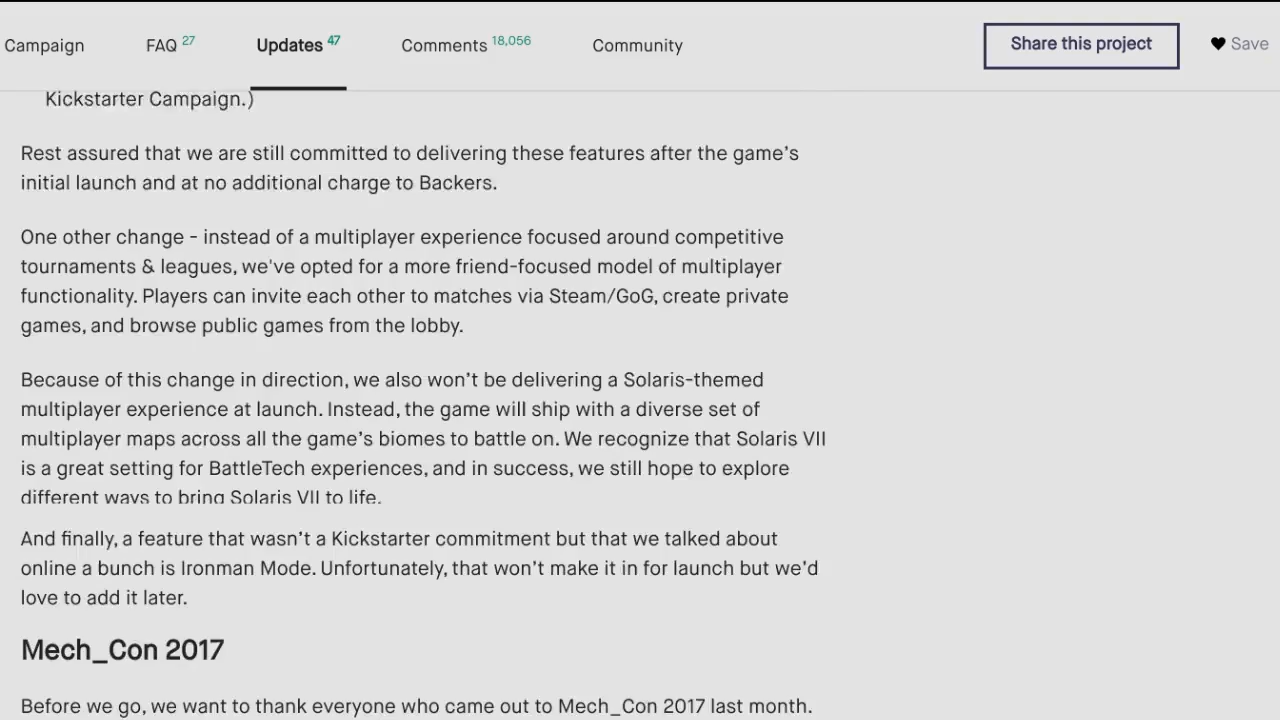 Campaign FAQ 27 Updates 47 Comments 18,056 Community Share this project Save
Kickstarter Campaign.)
Rest assured that we are still committed to delivering these features after the game’s
initial launch and at no additional charge to Backers.
One other change - instead of a multiplayer experience focused around competitive
tournaments & leagues, we've opted for a more friend-focused model of multiplayer
functionality. Players can invite each other to matches via Steam/GoG, create private
games, and browse public games from the lobby.
Because of this change in direction, we also won’t be delivering a Solaris-themed
multiplayer experience at launch. Instead, the game will ship with a diverse set of
multiplayer maps across all the game’s biomes to battle on. We recognize that Solaris VII
is a great setting for BattleTech experiences, and in success, we still hope to explore
different ways to bring Solaris VII to life.
And finally, a feature that wasn’t a Kickstarter commitment but that we talked about
online a bunch is Ironman Mode. Unfortunately, that won’t make it in for launch but we’d
love to add it later.
Mech_Con 2017
Before we go, we want to thank everyone who came out to Mech_Con 2017 last month.